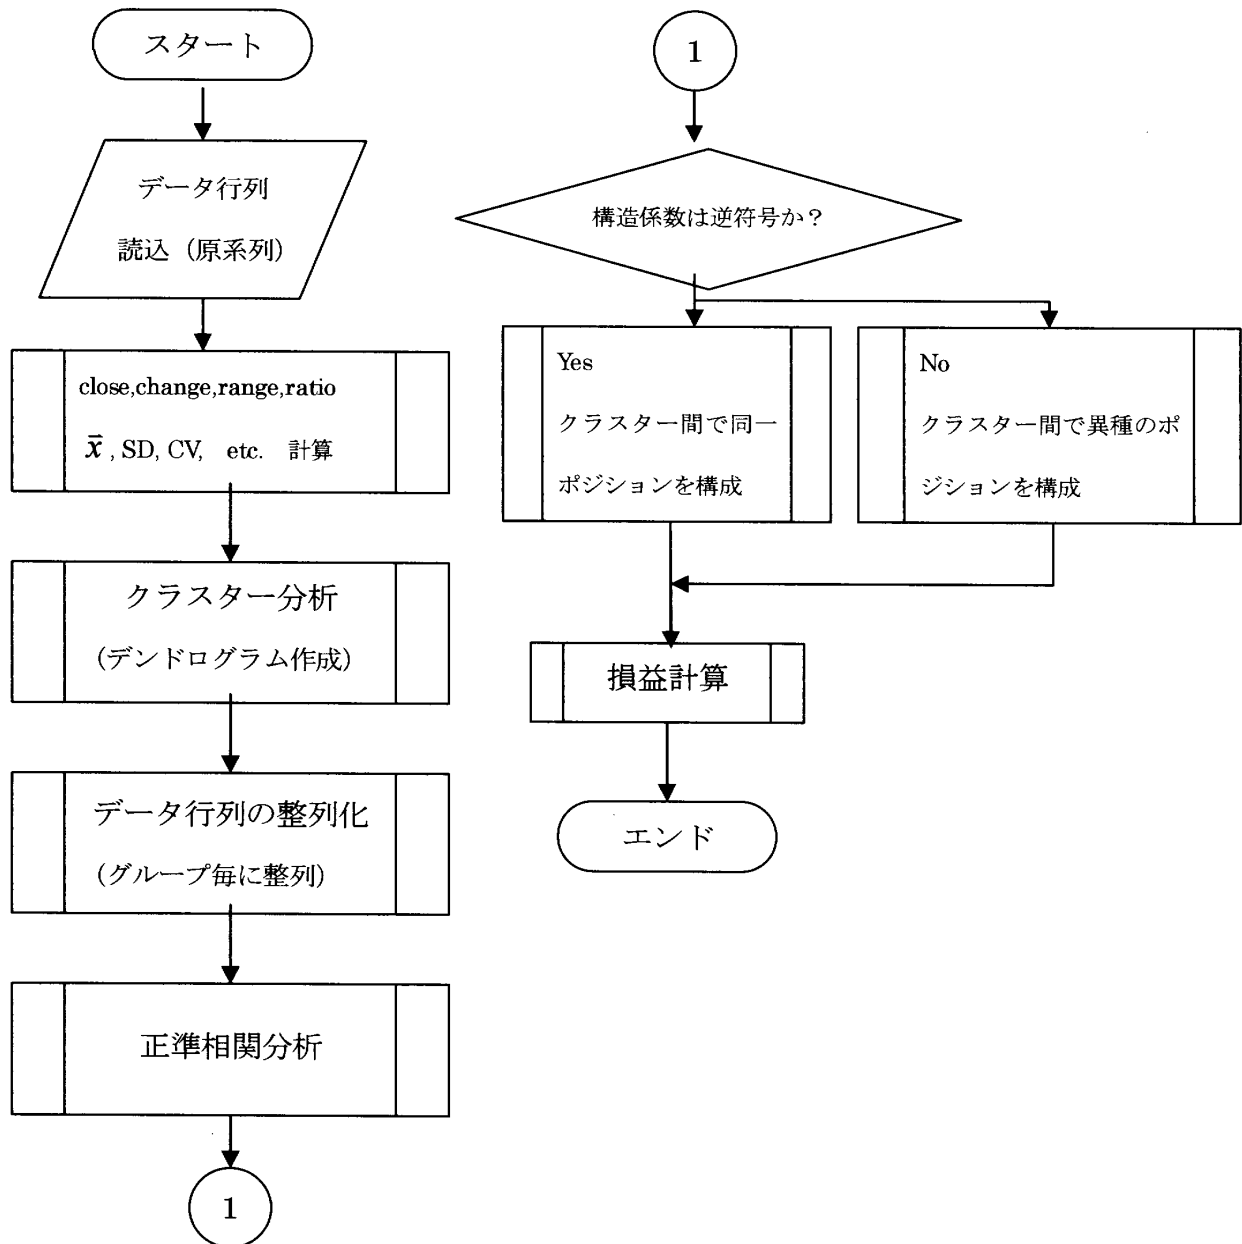 スタート
データ行列
読込（原系列）
close,change,range,ratio
x̄ , SD, CV, etc. 計算
クラスター分析
(デンドログラム作成)
データ行列の整列化
(グループ毎に整列)
正準相関分析
1
1
構造係数は逆符号か？
Yes
クラスター間で同一
ポジションを構成
No
クラスター間で異種のポ
ジションを構成
損益計算
エンド